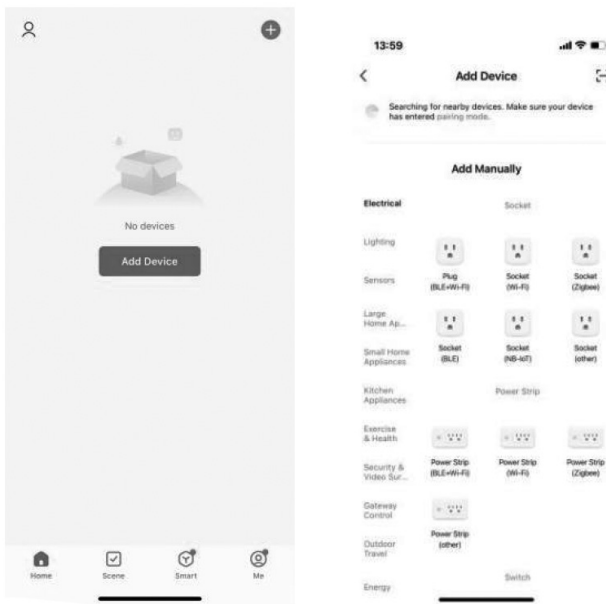 No devices
Add Device
Home
Scene
Smart
Me
13:59
Add Device
Searching for nearby devices. Make sure your device
has entered pairing mode.
Add Manually
Electrical
Lighting
Sensors
Large
Home Ap...
Small Home
Appliances
Kitchen
Appliances
Exercise
& Health
Security &
Video Sur...
Gateway
Control
Outdoor
Travel
Energy
Socket
Plug
(BLE+Wi-Fi)
Socket
(Wi-Fi)
Socket
(Zigbee)
Socket
(BLE)
Socket
(NB-IoT)
Socket
(other)
Power Strip
Power Strip
(BLE+Wi-Fi)
Power Strip
(Wi-Fi)
Power Strip
(Zigbee)
Power Strip
(other)
Switch